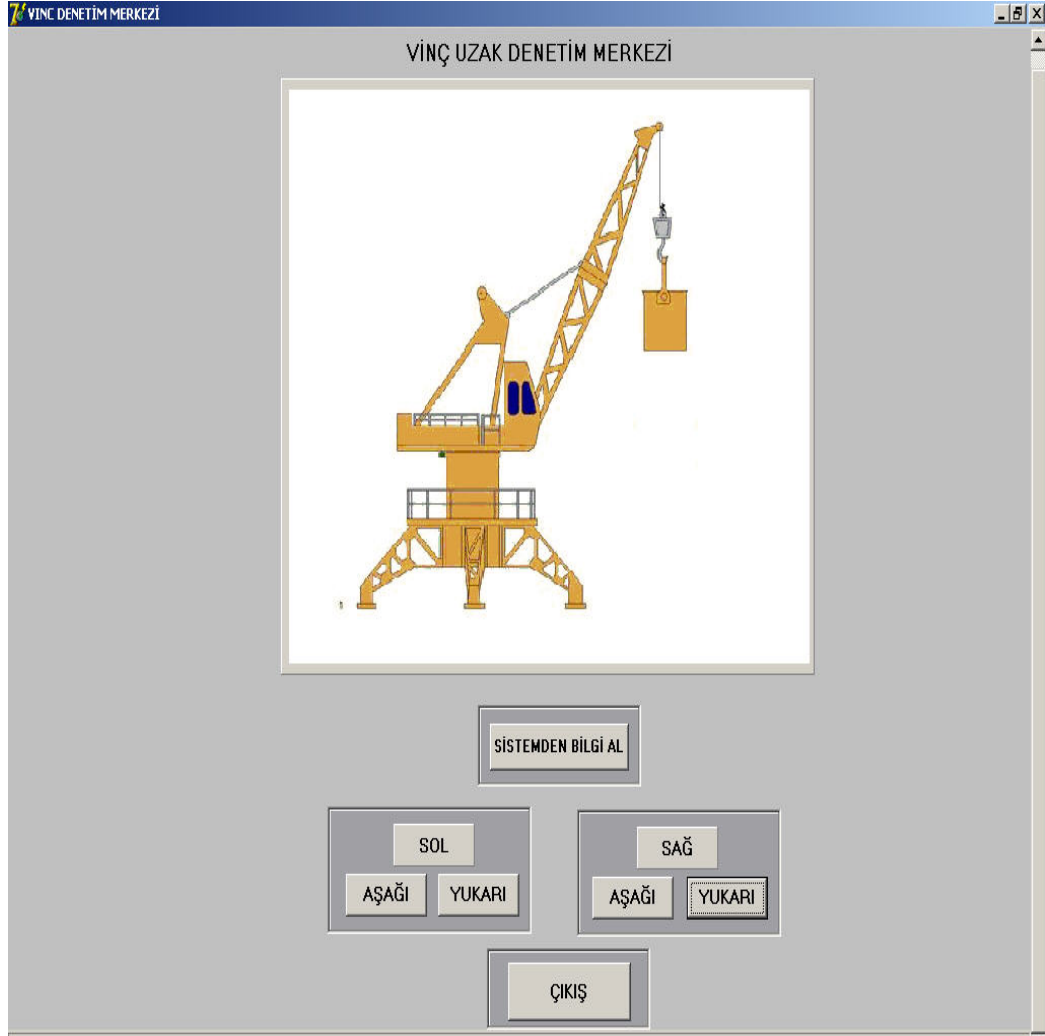 VINC DENETİM MERKEZİ
VİNÇ UZAK DENETİM MERKEZİ
SİSTEMDEN BİLGİ AL
SOL
AŞAĞI YUKARI
SAĞ
AŞAĞI YUKARI
ÇIKIŞ